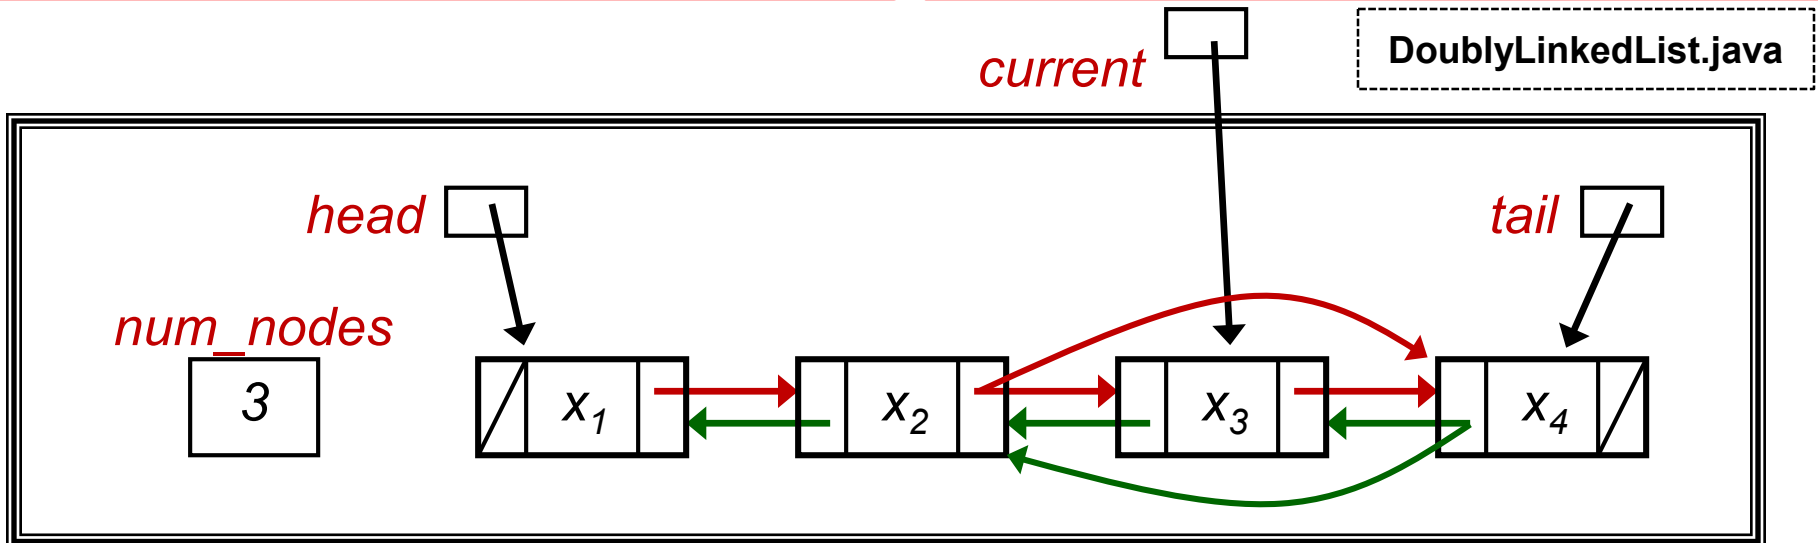 DoublyLinkedList.java
current
head
tail
num_nodes
3
x1
x2
x3
x4